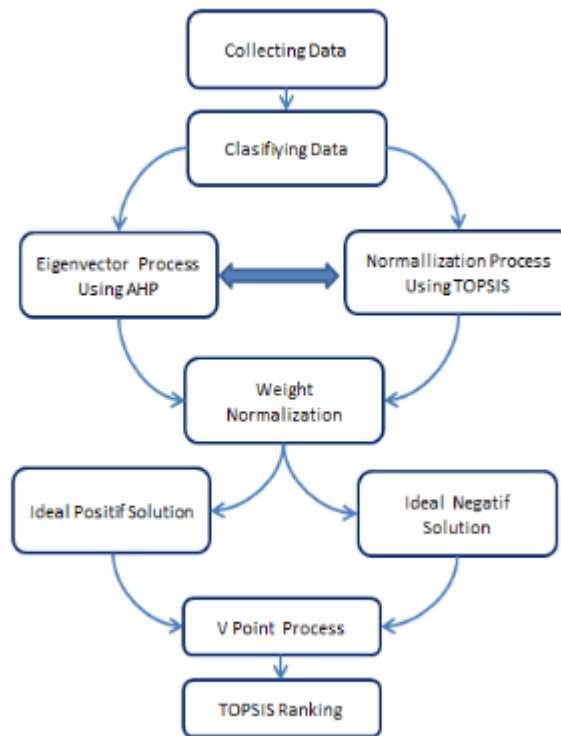 Collecting Data
Clasifiying Data
Eigenvector Process
Using AHP
Normallization Process
Using TOPSIS
Weight
Normalization
Ideal Positif Solution
Ideal Negatif
Solution
V Point Process
TOPSIS Ranking